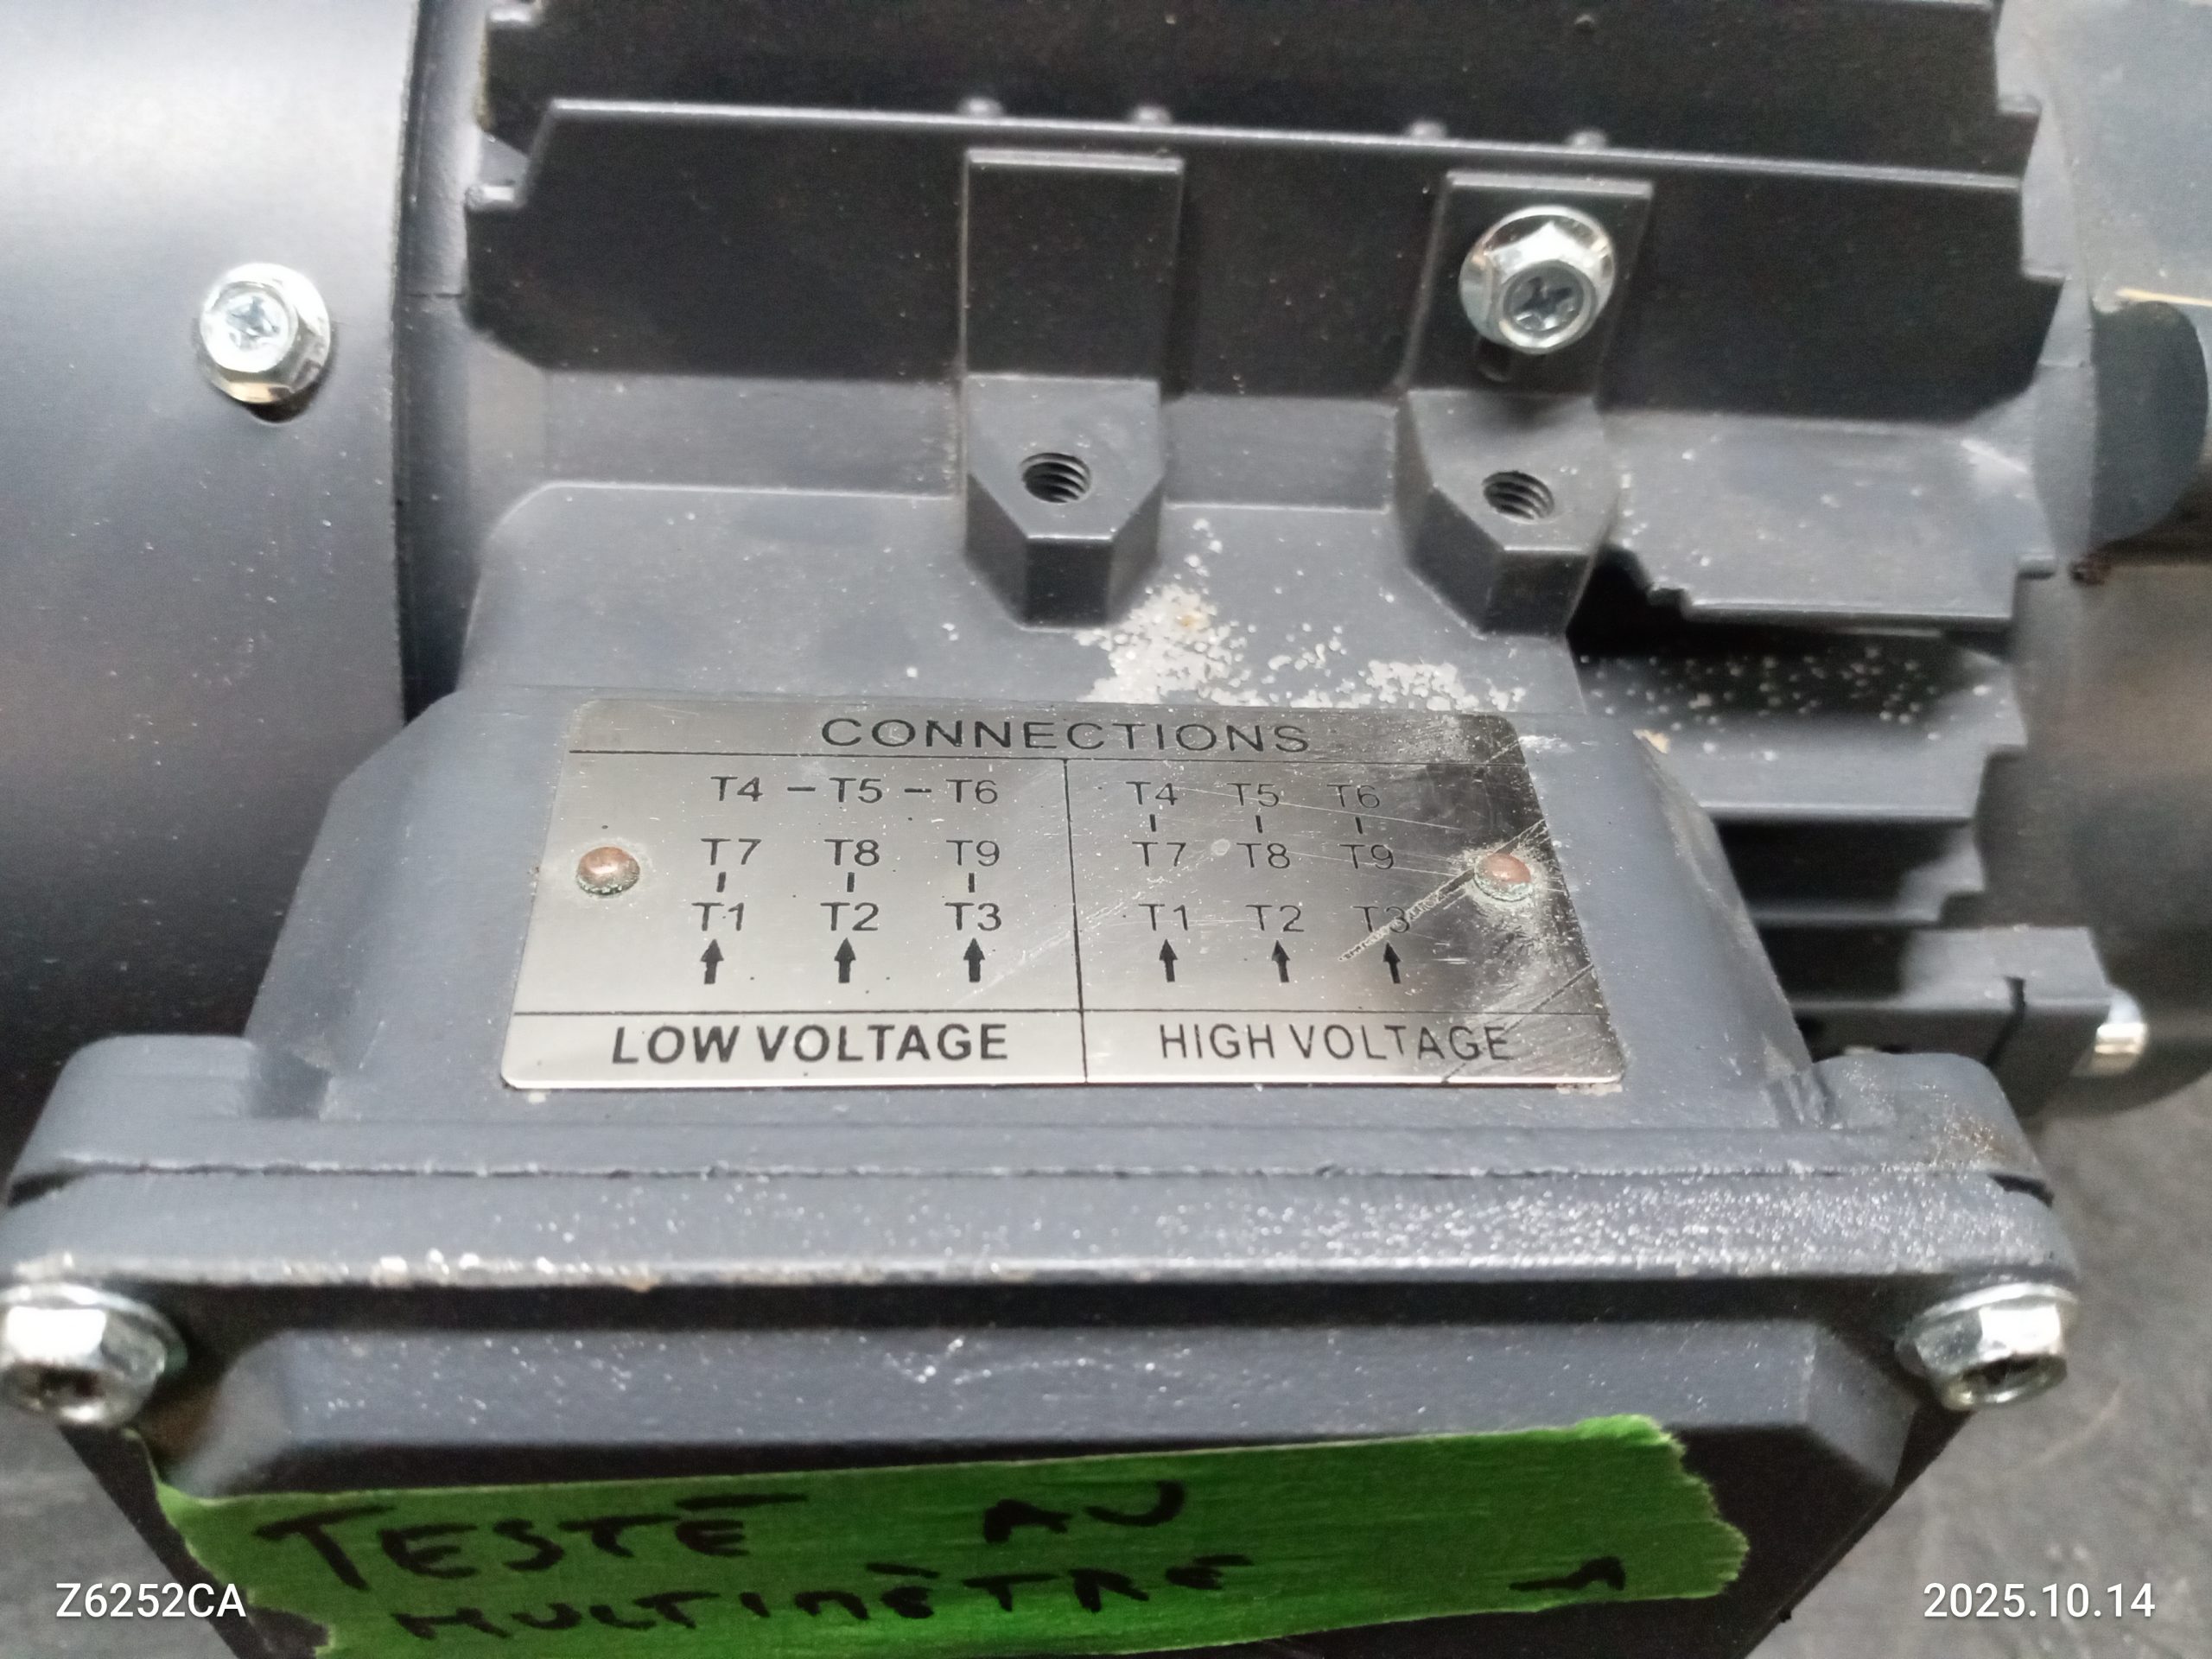 CONNECTIONS
T4 – T5 – T6
T7 T8 T9
T1 T2 T3
LOW VOLTAGE
T4 T5 T6
T7 T8 T9
T1 T2 T3
HIGH VOLTAGE
TESTÉ AU
MULTIMÈTRE
Z6252CA
2025.10.14